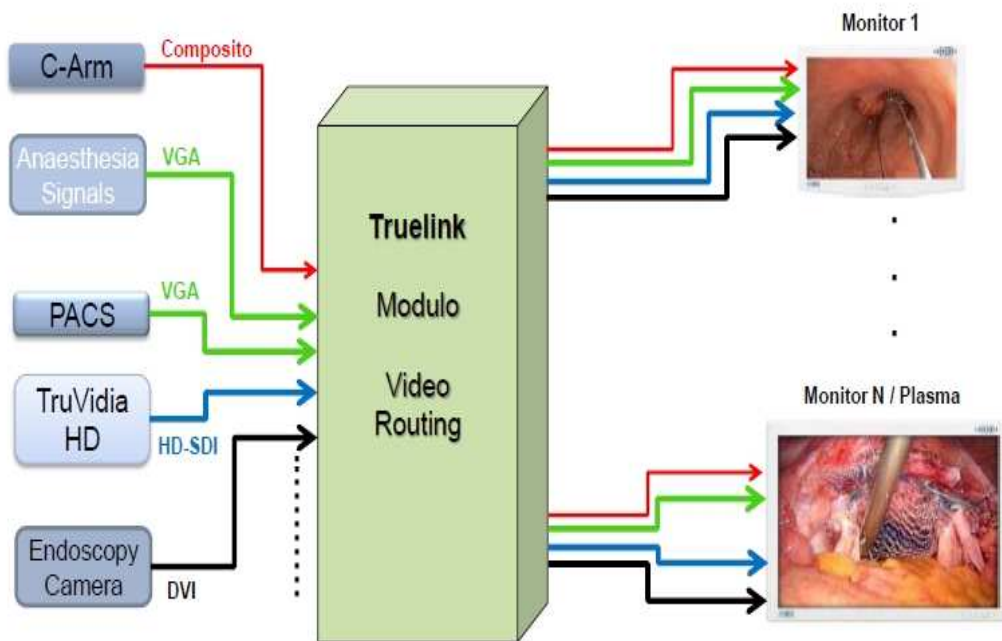 Monitor 1
Composito
C-Arm
Anaesthesia
Signals
VGA
Truelink
Modulo
Video
Routing
VGA
PACS
TruVidia
HD
HD-SDI
Monitor N / Plasma
Endoscopy
Camera
DVI